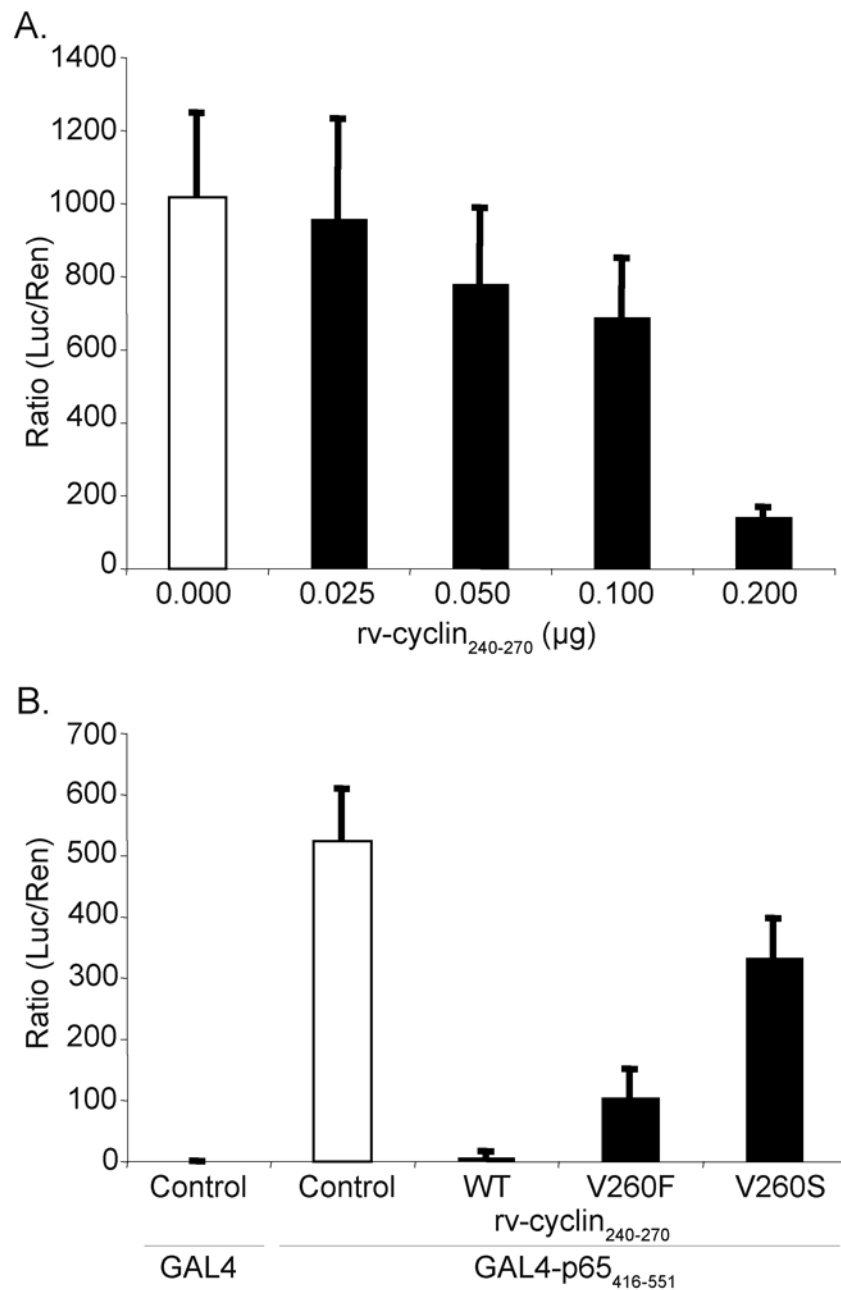 A.
1400
1200
1000
800
600
400
200
0
Ratio (Luc/Ren)
0.000 0.025 0.050 0.100 0.200
rv-cyclin240-270 (µg)
B.
700
600
500
400
300
200
100
0
Ratio (Luc/Ren)
Control Control WT V260F V260S
rv-cyclin240-270
GAL4 GAL4-p65416-551